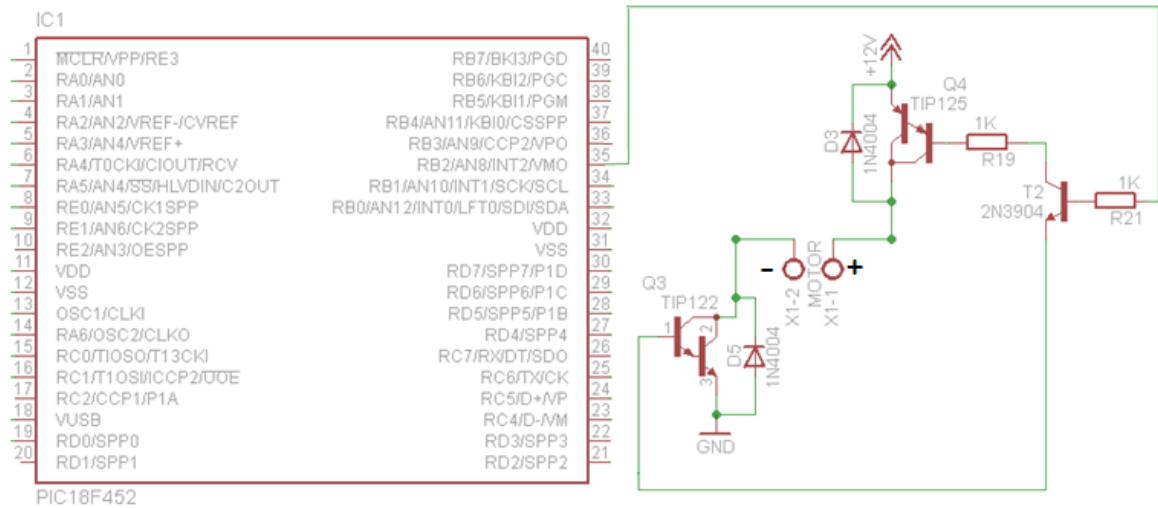 IC1
1 MCLR/VPP/RE3 RB7/BKI3/PGD 40
2 RA0/AN0 RB6/KBI2/PGC 39
3 RA1/AN1 RB5/KBI1/PGM 38
4 RA2/AN2/VREF-/CVREF RB4/AN11/KBI0/CSSPP 37
5 RA3/AN4/VREF+ RB3/AN9/CCP2/VPO 36
6 RA4/T0CKI/CIOUT/RCV RB2/AN8/INT2/VMO 35
7 RA5/AN4/SS/HLVDIN/C2OUT RB1/AN10/INT1/SCK/SCL 34
8 RE0/AN5/CK1SPP RB0/AN12/INT0/LFT0/SDI/SDA 33
9 RE1/AN6/CK2SPP VDD 32
10 RE2/AN3/OESPP VSS 31
11 VDD RD7/SPP7/P1D 30
12 VSS RD6/SPP6/P1C 29
13 OSC1/CLKI RD5/SPP5/P1B 28
14 RA6/OSC2/CLKO RD4/SPP4 27
15 RC0/TIOSO/T13CKI RC7/RX/DT/SDO 26
16 RC1/T1OSI/ICCP2/UOE RC6/TX/CK 25
17 RC2/CCP1/P1A RC5/D+/VP 24
18 VUSB RC4/D-/VM 23
19 RD0/SPP0 RD3/SPP3 22
20 RD1/SPP1 RD2/SPP2 21
PIC18F452
+12V
Q4
TIP125
D3
1N4004
1K
R19
T2
2N3904
1K
R21
-
+
X1-2
MOTOR
X1-1
Q3
TIP122
1
2
3
D5
1N4004
GND